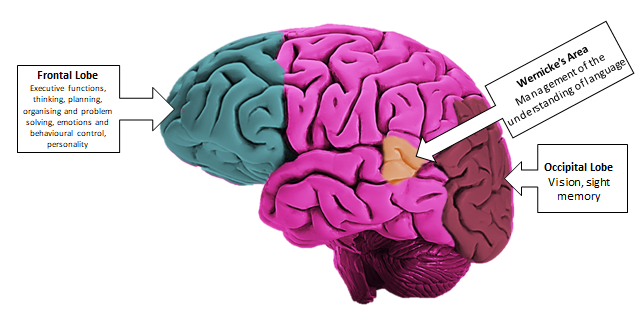 Frontal Lobe
Executive functions,
thinking, planning,
organising and problem
solving, emotions and
behavioural control,
personality
Wernicke's Area
Management of the
understanding of language
Occipital Lobe
Vision, sight
memory